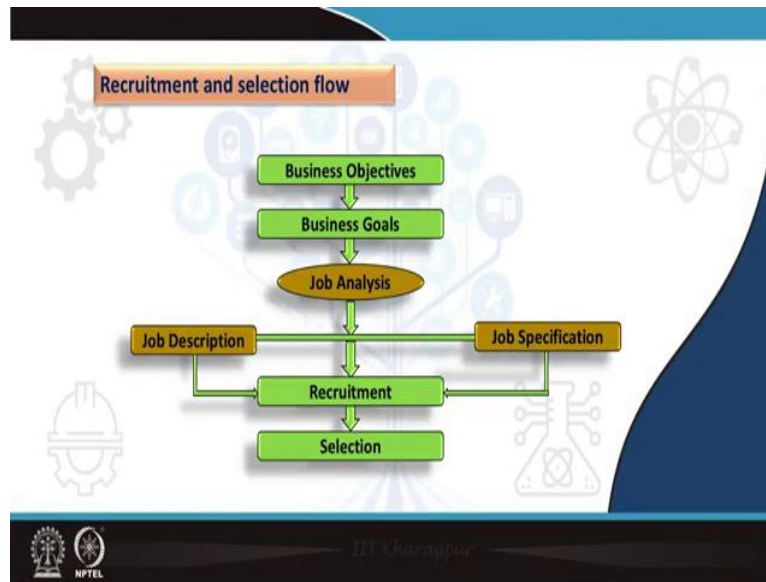 Recruitment and selection flow
Business Objectives
Business Goals
Job Analysis
Job Description
Job Specification
Recruitment
Selection
IIT Kharagpur
NPTEL